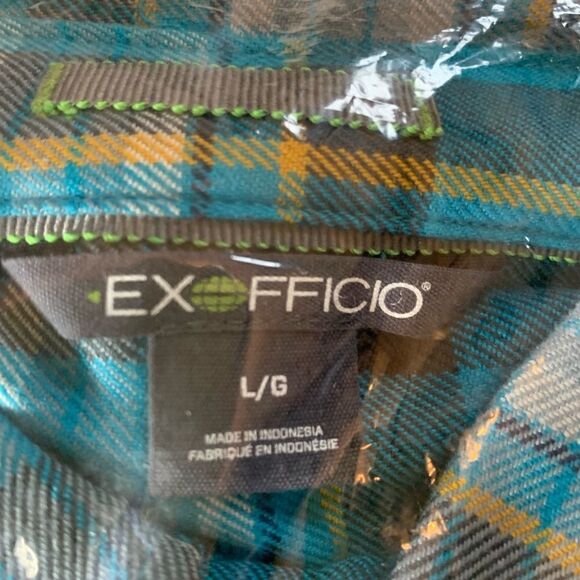 EXOFFICIO®
L/G
MADE IN INDONESIA
FABRIQUÉ EN INDONÉSIE